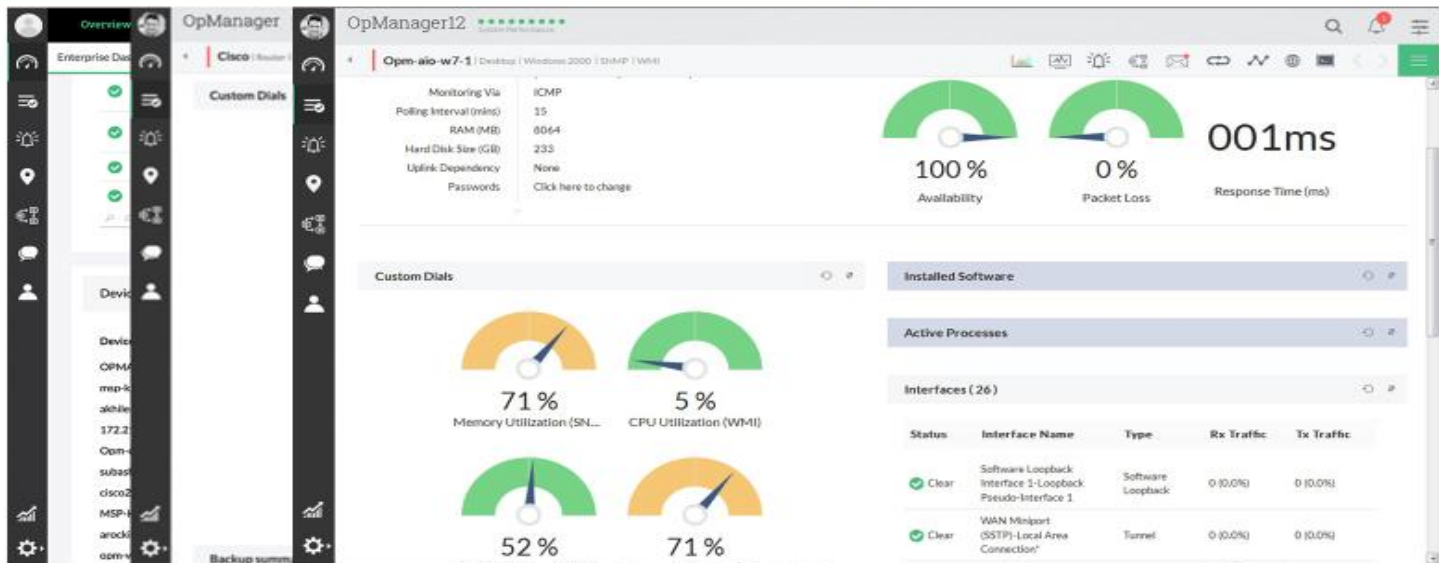 Overview
Enterprise Das
Devic
Device
OPMA
msp-k
akhile
172.2
Opm-
subast
cisco2
MSP-H
arocki
opm-v
OpManager
Cisco | Router |
Custom Dials
Backup summ
OpManager12
Opm-aio-w7-1 | Desktop | Windows 2000 | SNMP | WMI
Monitoring Via ICMP
Polling Interval (mins) 15
RAM (MB) 8064
Hard Disk Size (GB) 233
Uplink Dependency None
Passwords Click here to change
100 %
Availability
0 %
Packet Loss
001ms
Response Time (ms)
Custom Dials
71 %
Memory Utilization (SN...
5 %
CPU Utilization (WMI)
52 %
71 %
Installed Software
Active Processes
Interfaces ( 26 )
Status Interface Name Type Rx Traffic Tx Traffic
Clear Software Loopback Interface 1-Loopback Pseudo-Interface 1 Software Loopback 0 (0.0%) 0 (0.0%)
Clear WAN Miniport (SSTP)-Local Area Connection* Tunnel 0 (0.0%) 0 (0.0%)